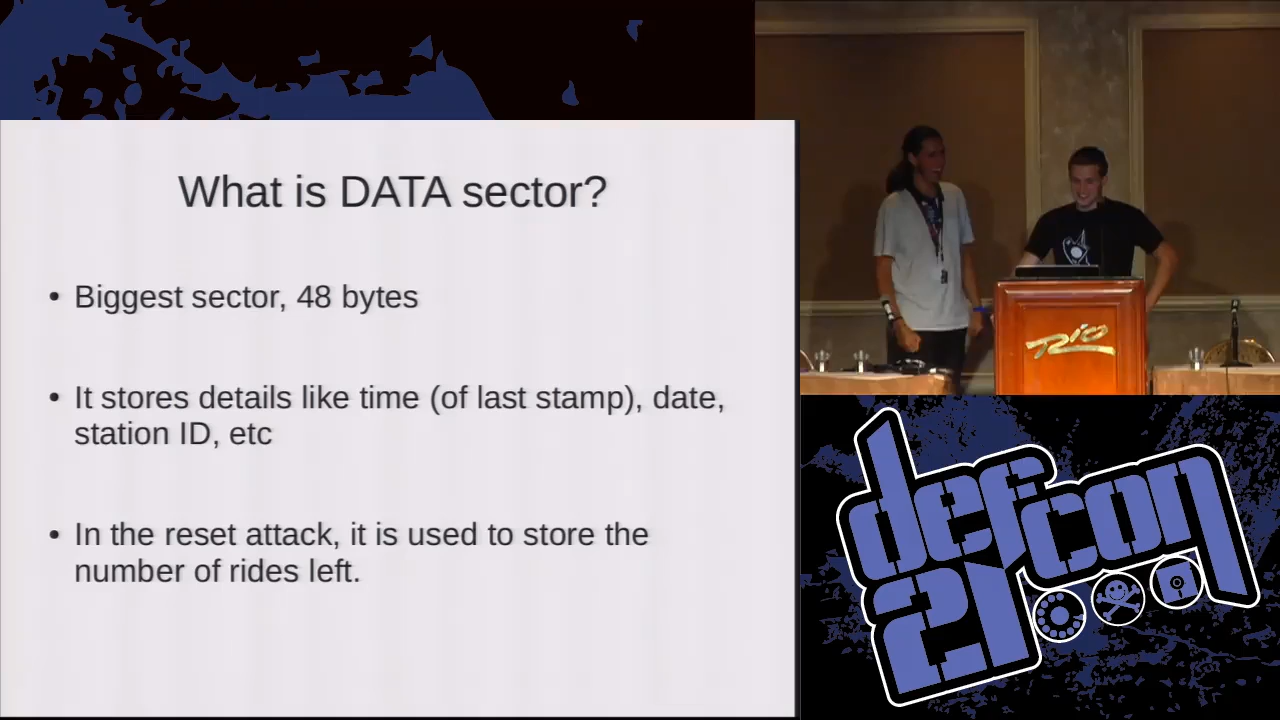 What is DATA sector?
• Biggest sector, 48 bytes
• It stores details like time (of last stamp), date,
station ID, etc
• In the reset attack, it is used to store the
number of rides left.
Rio
defcon
21